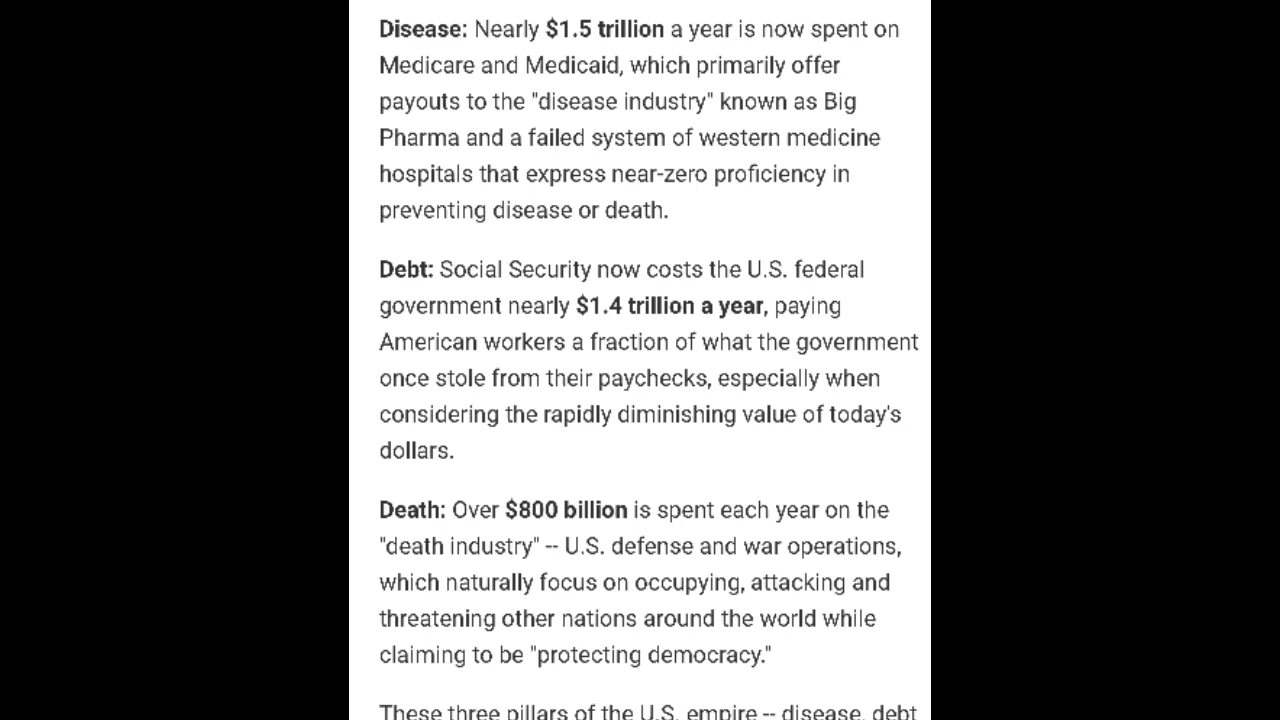 Disease: Nearly $1.5 trillion a year is now spent on
Medicare and Medicaid, which primarily offer
payouts to the "disease industry" known as Big
Pharma and a failed system of western medicine
hospitals that express near-zero proficiency in
preventing disease or death.
Debt: Social Security now costs the U.S. federal
government nearly $1.4 trillion a year, paying
American workers a fraction of what the government
once stole from their paychecks, especially when
considering the rapidly diminishing value of today's
dollars.
Death: Over $800 billion is spent each year on the
"death industry" -- U.S. defense and war operations,
which naturally focus on occupying, attacking and
threatening other nations around the world while
claiming to be "protecting democracy."
These three pillars of the U.S. empire -- disease, debt